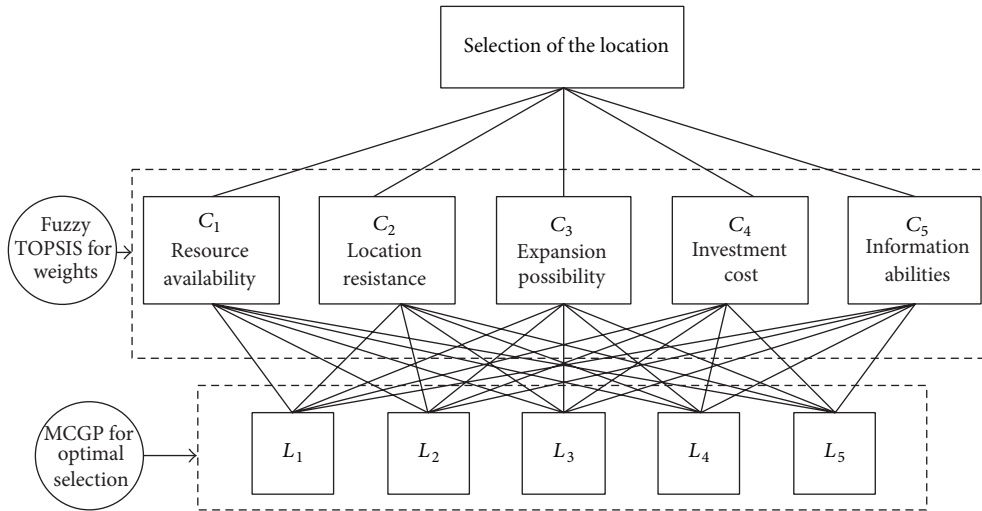 Selection of the location
Fuzzy
TOPSIS for
weights
C₁
Resource
availability
C₂
Location
resistance
C₃
Expansion
possibility
C₄
Investment
cost
C₅
Information
abilities
MCGP for
optimal
selection
L₁
L₂
L₃
L₄
L₅